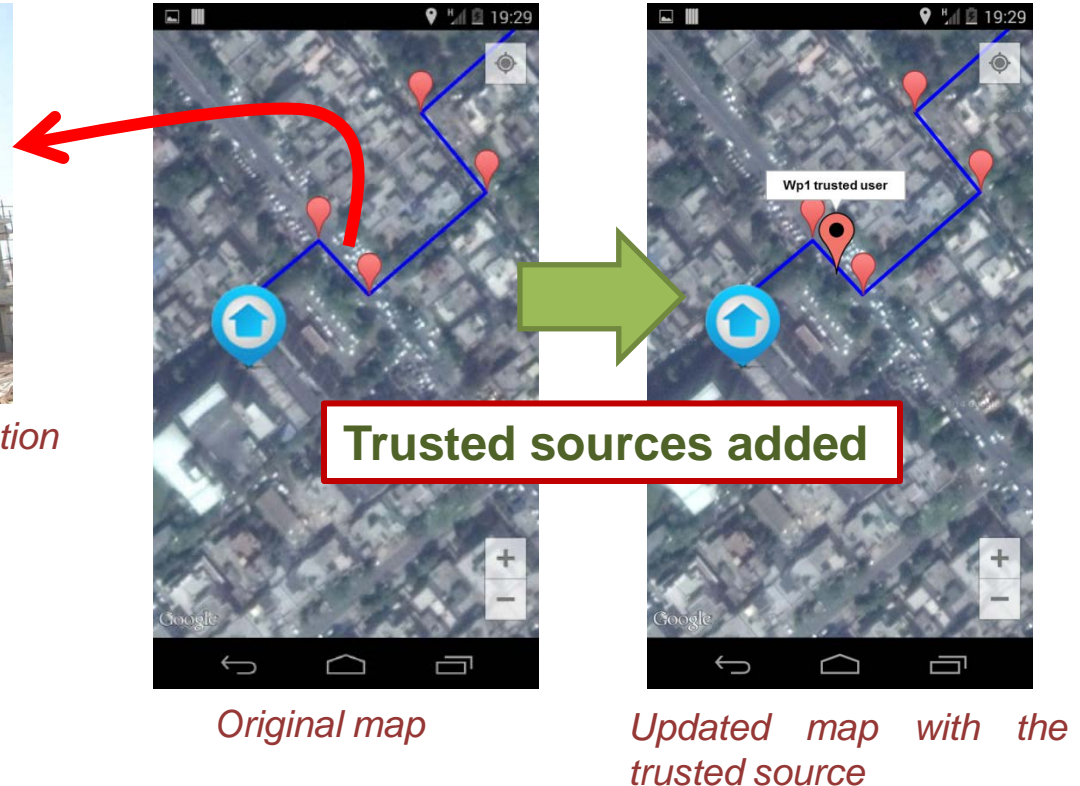 19:29
19:29
Wp1 trusted user
tion
Trusted sources added
Google
Google
Original map
Updated map with the
trusted source